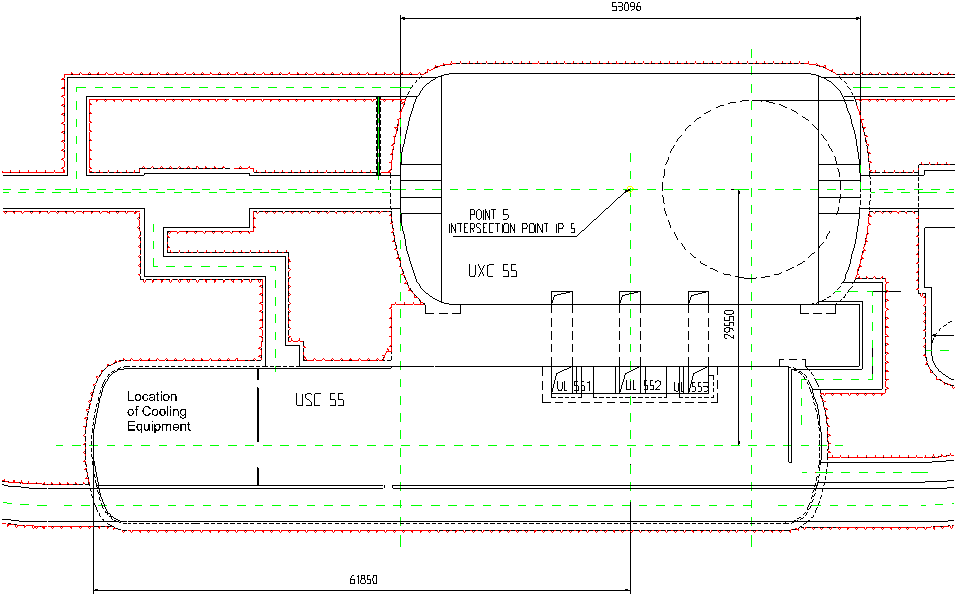 53096
POINT 5
INTERSECTION POINT IP 5
UXC 55
29550
UL 551
UL 552
UL 553
Location
of Cooling
Equipment
USC 55
61850